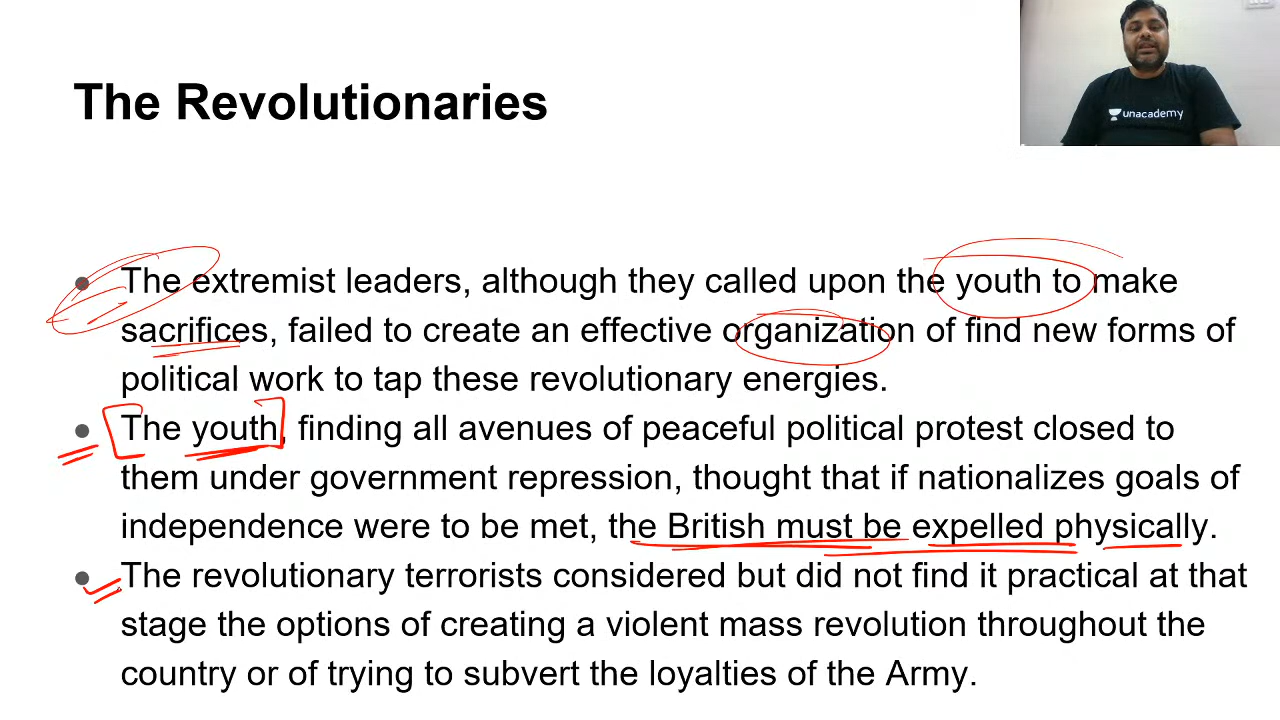 unacademy
The Revolutionaries
The extremist leaders, although they called upon the youth to make
sacrifices, failed to create an effective organization of find new forms of
political work to tap these revolutionary energies.
The youth, finding all avenues of peaceful political protest closed to
them under government repression, thought that if nationalizes goals of
independence were to be met, the British must be expelled physically.
The revolutionary terrorists considered but did not find it practical at that
stage the options of creating a violent mass revolution throughout the
country or of trying to subvert the loyalties of the Army.